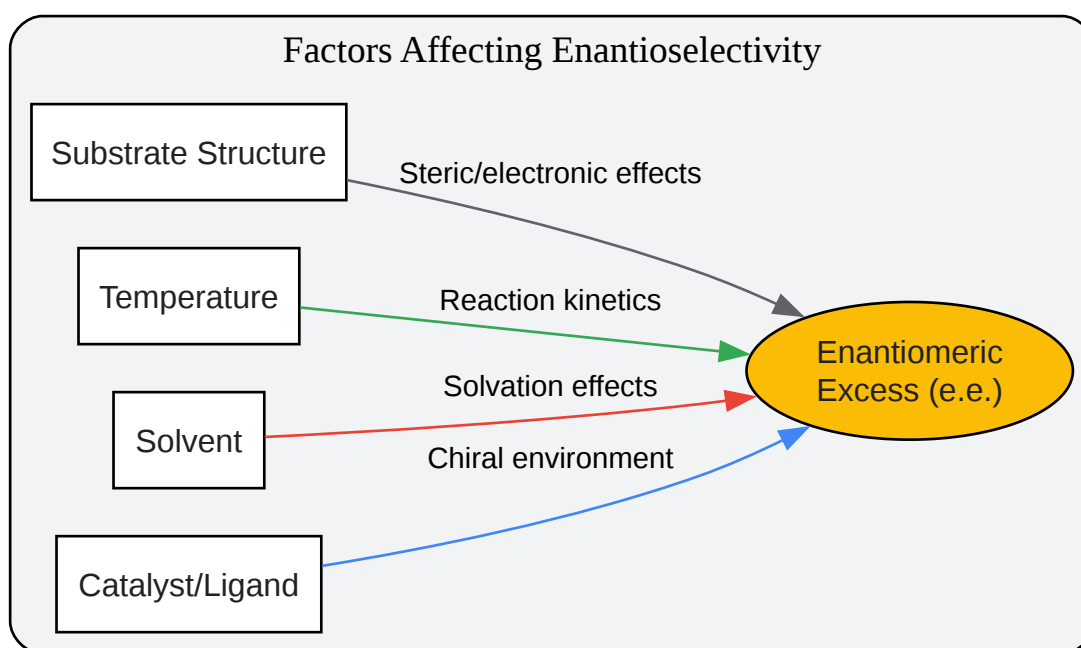 Factors Affecting Enantioselectivity
Substrate Structure
Steric/electronic effects
Temperature
Reaction kinetics
Enantiomeric
Excess (e.e.)
Solvation effects
Solvent
Chiral environment
Catalyst/Ligand